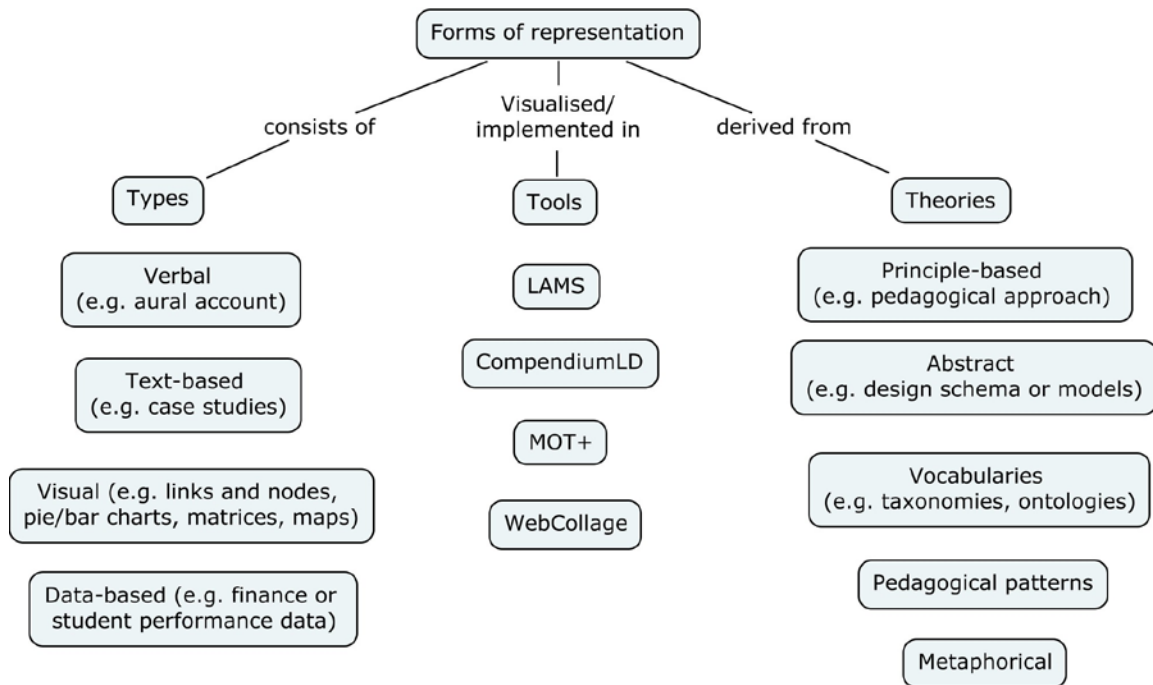 Forms of representation
consists of
Visualised/
implemented in
derived from
Types
Tools
Theories
Verbal
(e.g. aural account)
Text-based
(e.g. case studies)
Visual (e.g. links and nodes,
pie/bar charts, matrices, maps)
Data-based (e.g. finance or
student performance data)
LAMS
CompendiumLD
MOT+
WebCollage
Principle-based
(e.g. pedagogical approach)
Abstract
(e.g. design schema or models)
Vocabularies
(e.g. taxonomies, ontologies)
Pedagogical patterns
Metaphorical